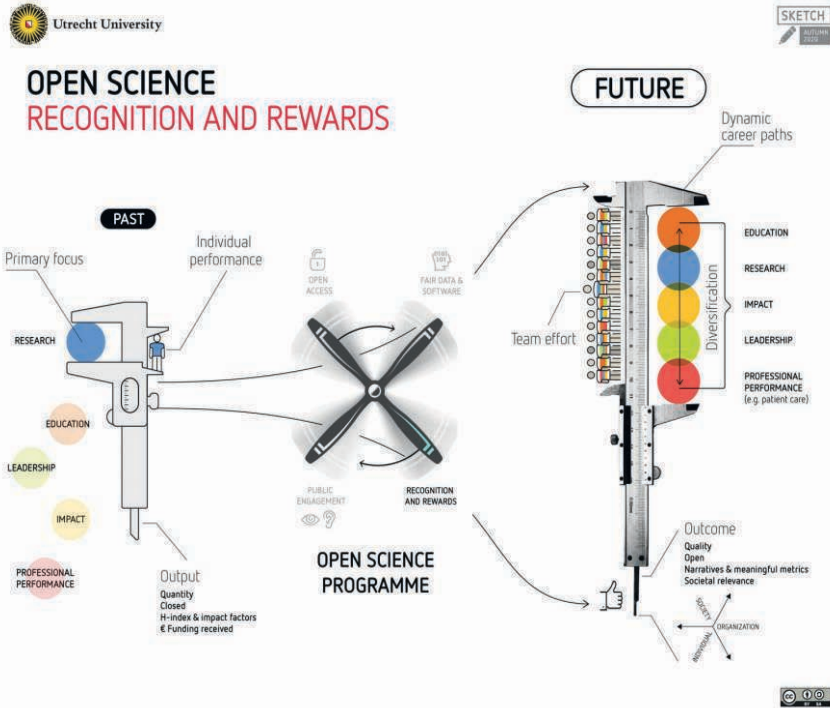 Utrecht University
SKETCH
AUTUMN
2020
OPEN SCIENCE
RECOGNITION AND REWARDS
PAST
Primary focus
Individual
performance
RESEARCH
EDUCATION
LEADERSHIP
IMPACT
PROFESSIONAL
PERFORMANCE
Output
Quantity
Closed
H-index & impact factors
€ Funding received
OPEN
ACCESS
FAIR DATA &
SOFTWARE
PUBLIC
ENGAGEMENT
RECOGNITION
AND REWARDS
OPEN SCIENCE
PROGRAMME
FUTURE
Dynamic
career paths
Team effort
Diversification
EDUCATION
RESEARCH
IMPACT
LEADERSHIP
PROFESSIONAL
PERFORMANCE
(e.g. patient care)
Outcome
Quality
Open
Narratives & meaningful metrics
Societal relevance
SOCIETY
ORGANIZATION
INDIVIDUAL
cc
BY SA